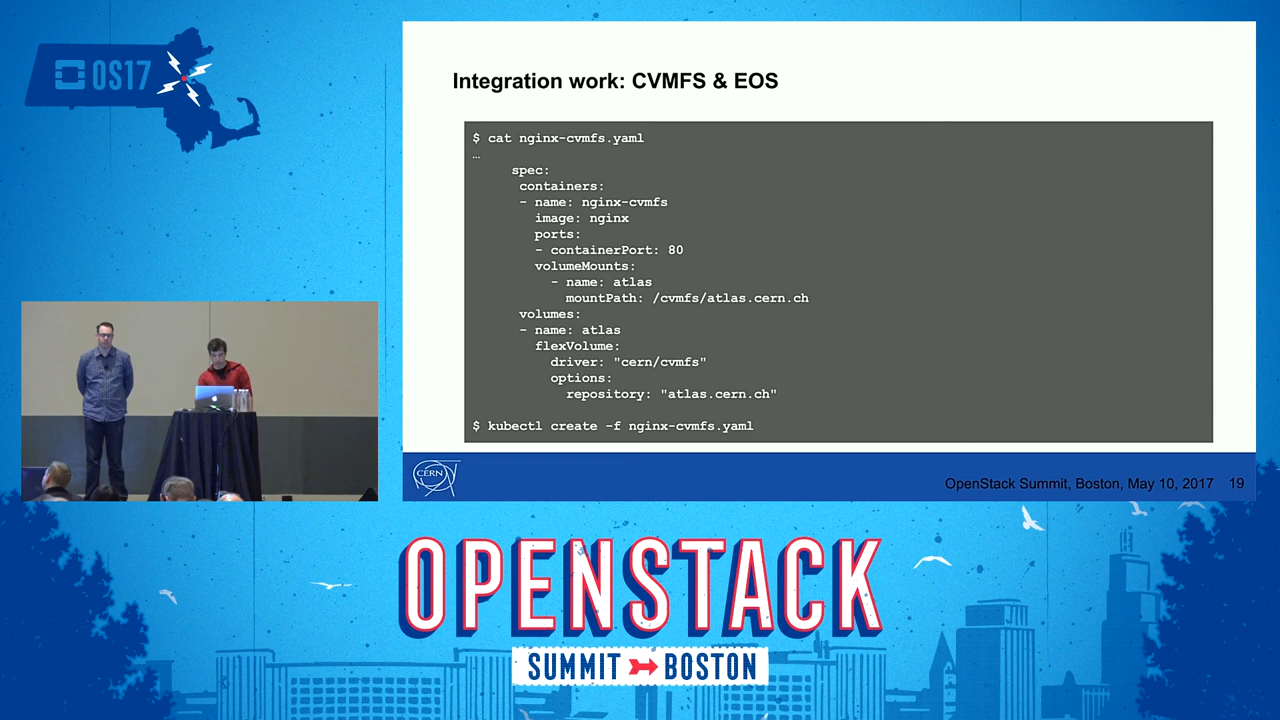 OS17
Integration work: CVMFS & EOS
$ cat nginx-cvmfs.yaml
…
spec:
containers:
- name: nginx-cvmfs
image: nginx
ports:
- containerPort: 80
volumeMounts:
- name: atlas
mountPath: /cvmfs/atlas.cern.ch
volumes:
- name: atlas
flexVolume:
driver: "cern/cvmfs"
options:
repository: "atlas.cern.ch"
$ kubectl create -f nginx-cvmfs.yaml
CERN
OpenStack Summit, Boston, May 10, 2017 19
OPENSTACK
SUMMIT BOSTON